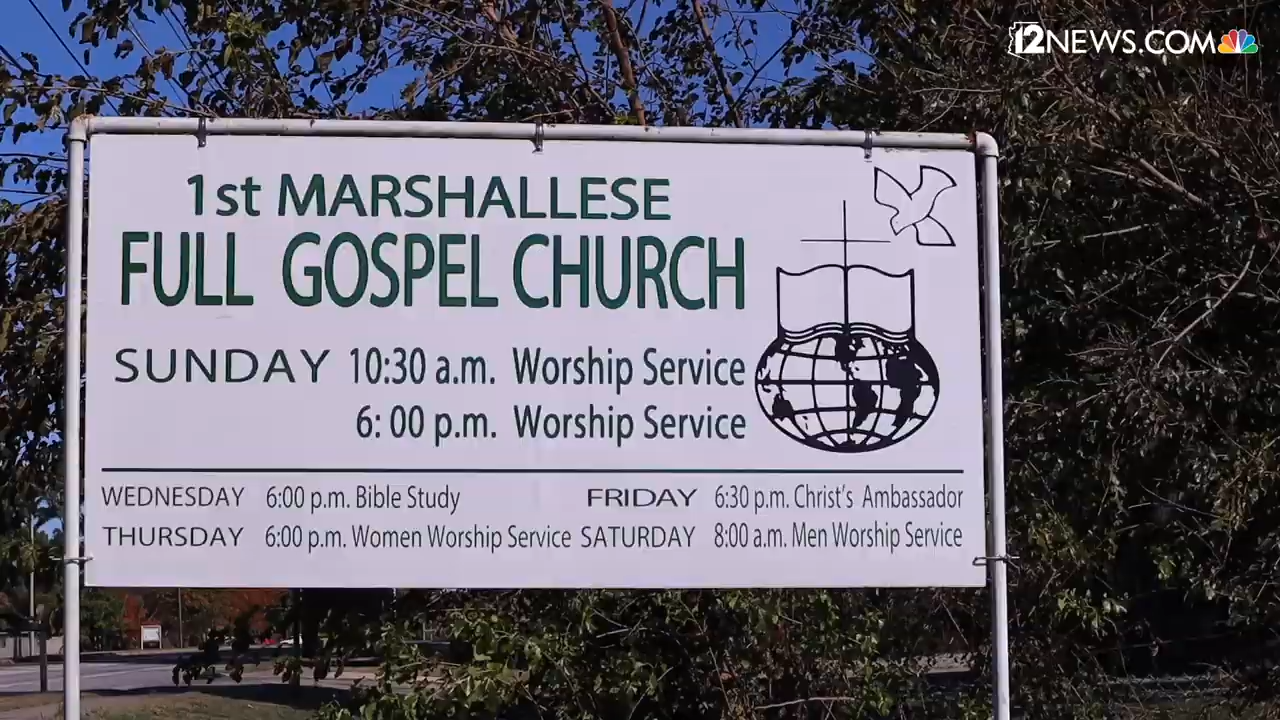 12NEWS.COM
1st MARSHALLESE
FULL GOSPEL CHURCH
SUNDAY 10:30 a.m. Worship Service
6: 00 p.m. Worship Service
WEDNESDAY 6:00 p.m. Bible Study FRIDAY 6:30 p.m. Christ's Ambassador
THURSDAY 6:00 p.m. Women Worship Service SATURDAY 8:00 a.m. Men Worship Service